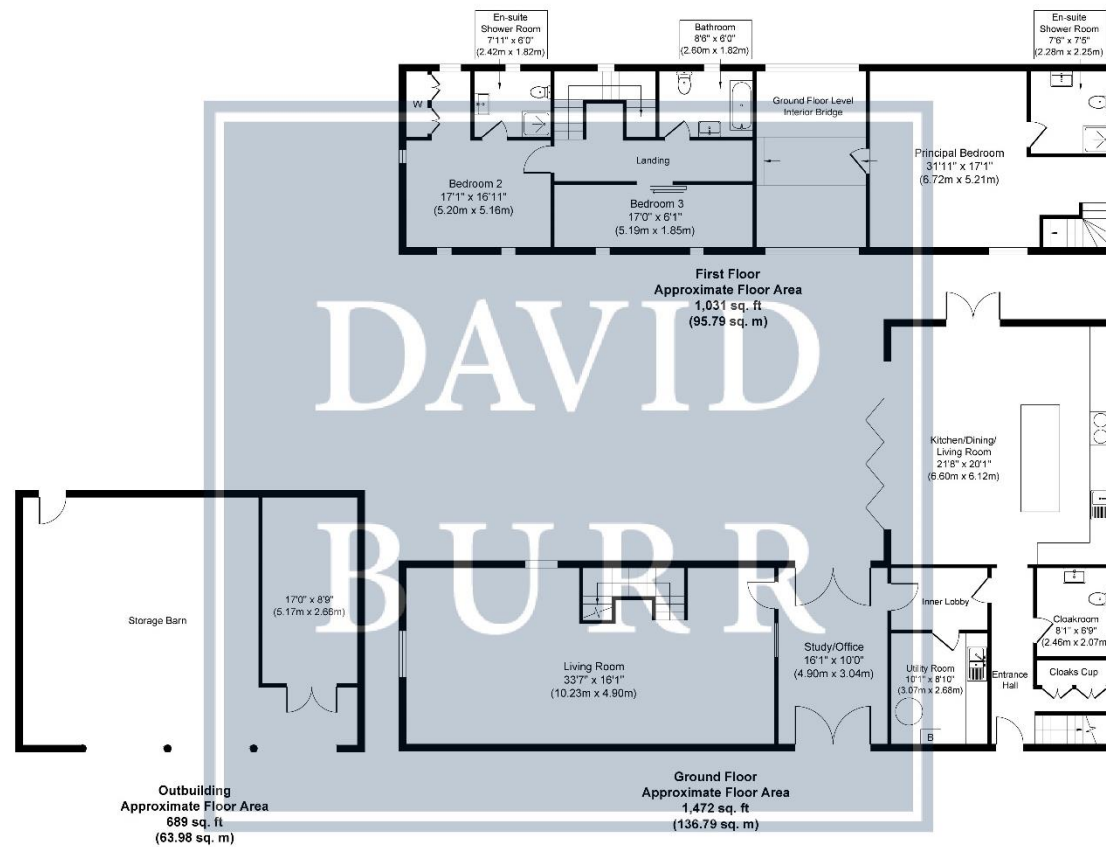 En-suite
Shower Room
7'11" x 6'0"
(2.42m x 1.82m)
Bathroom
8'6" x 6'0"
(2.60m x 1.82m)
En-suite
Shower Room
7'6" x 7'5"
(2.28m x 2.25m)
W
Ground Floor Level
Interior Bridge
Landing
Principal Bedroom
31'11" x 17'1"
(6.72m x 5.21m)
Bedroom 2
17'1" x 16'11"
(5.20m x 5.16m)
Bedroom 3
17'0" x 6'1"
(5.19m x 1.85m)
First Floor
Approximate Floor Area
1,031 sq. ft
(95.79 sq. m)
DAVID
BURR
Kitchen/Dining/
Living Room
21'8" x 20'1"
(6.60m x 6.12m)
Storage Barn
17'0" x 8'9"
(5.17m x 2.66m)
Living Room
33'7" x 16'1"
(10.23m x 4.90m)
Study/Office
16'1" x 10'0"
(4.90m x 3.04m)
Inner Lobby
Utility Room
10'1" x 8'10"
(3.07m x 2.68m)
B
Entrance
Hall
Cloakroom
8'1" x 6'9"
(2.46m x 2.07m)
Cloaks Cup
Outbuilding
Approximate Floor Area
689 sq. ft
(63.98 sq. m)
Ground Floor
Approximate Floor Area
1,472 sq. ft
(136.79 sq. m)